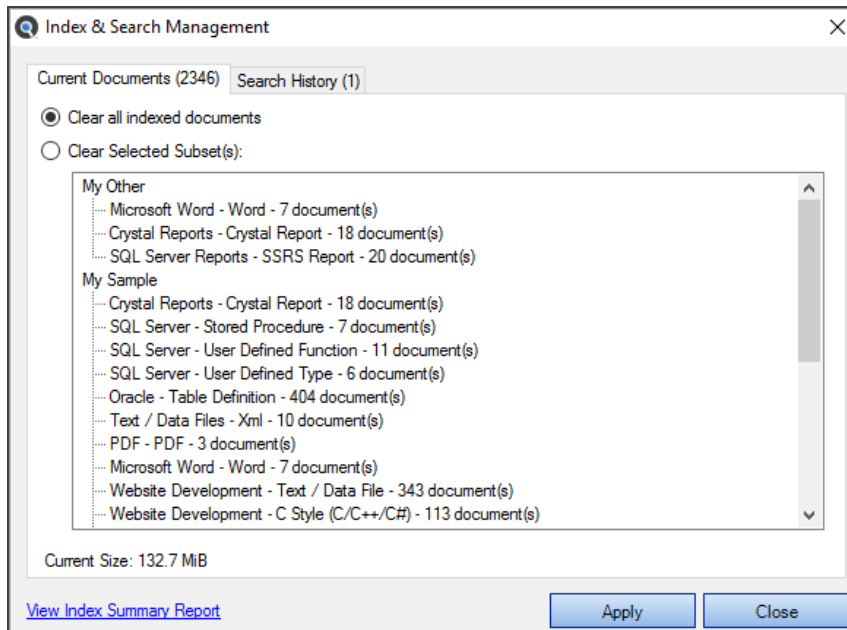 Index & Search Management
Current Documents (2346)
Search History (1)
Clear all indexed documents
Clear Selected Subset(s):
My Other
Microsoft Word - Word - 7 document(s)
Crystal Reports - Crystal Report - 18 document(s)
SQL Server Reports - SSRS Report - 20 document(s)
My Sample
Crystal Reports - Crystal Report - 18 document(s)
SQL Server - Stored Procedure - 7 document(s)
SQL Server - User Defined Function - 11 document(s)
SQL Server - User Defined Type - 6 document(s)
Oracle - Table Definition - 404 document(s)
Text / Data Files - Xml - 10 document(s)
PDF - PDF - 3 document(s)
Microsoft Word - Word - 7 document(s)
Website Development - Text / Data File - 343 document(s)
Website Development - C Style (C/C++/C#) - 113 document(s)
Current Size: 132.7 MiB
View Index Summary Report
Apply
Close